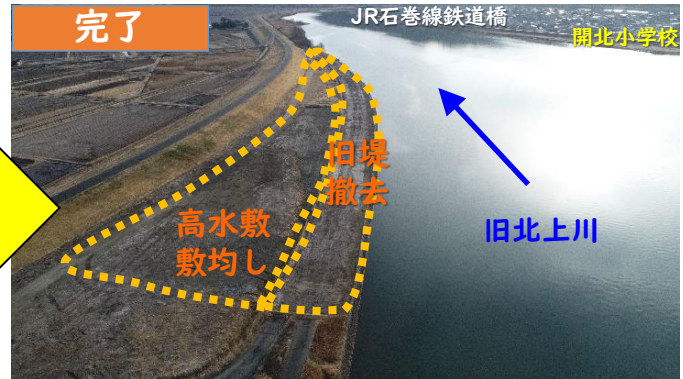 完了
JR石巻線鉄道橋
開北小学校
旧堤
撤去
高水敷
敷均し
旧北上川